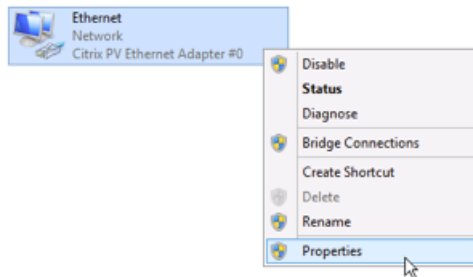 Ethernet
Network
Citrix PV Ethernet Adapter #0
Disable
Status
Diagnose
Bridge Connections
Create Shortcut
Delete
Rename
Properties